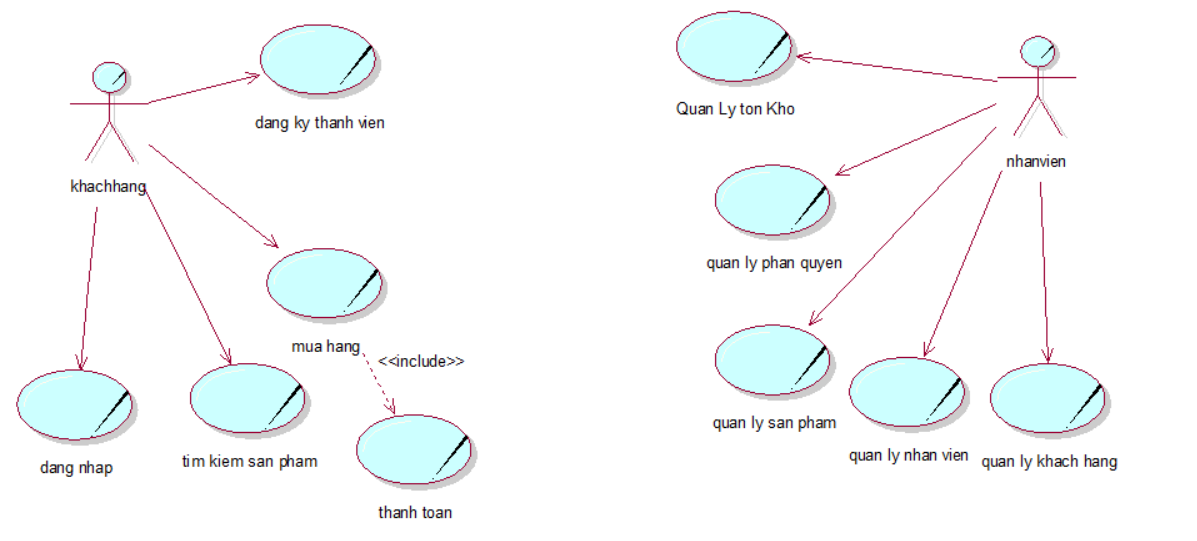 dang ky thanh vien
khachhang
mua hang
<<include>>
dang nhap
tim kiem san pham
thanh toan
Quan Ly ton Kho
nhanvien
quan ly phan quyen
quan ly san pham
quan ly nhan vien
quan ly khach hang